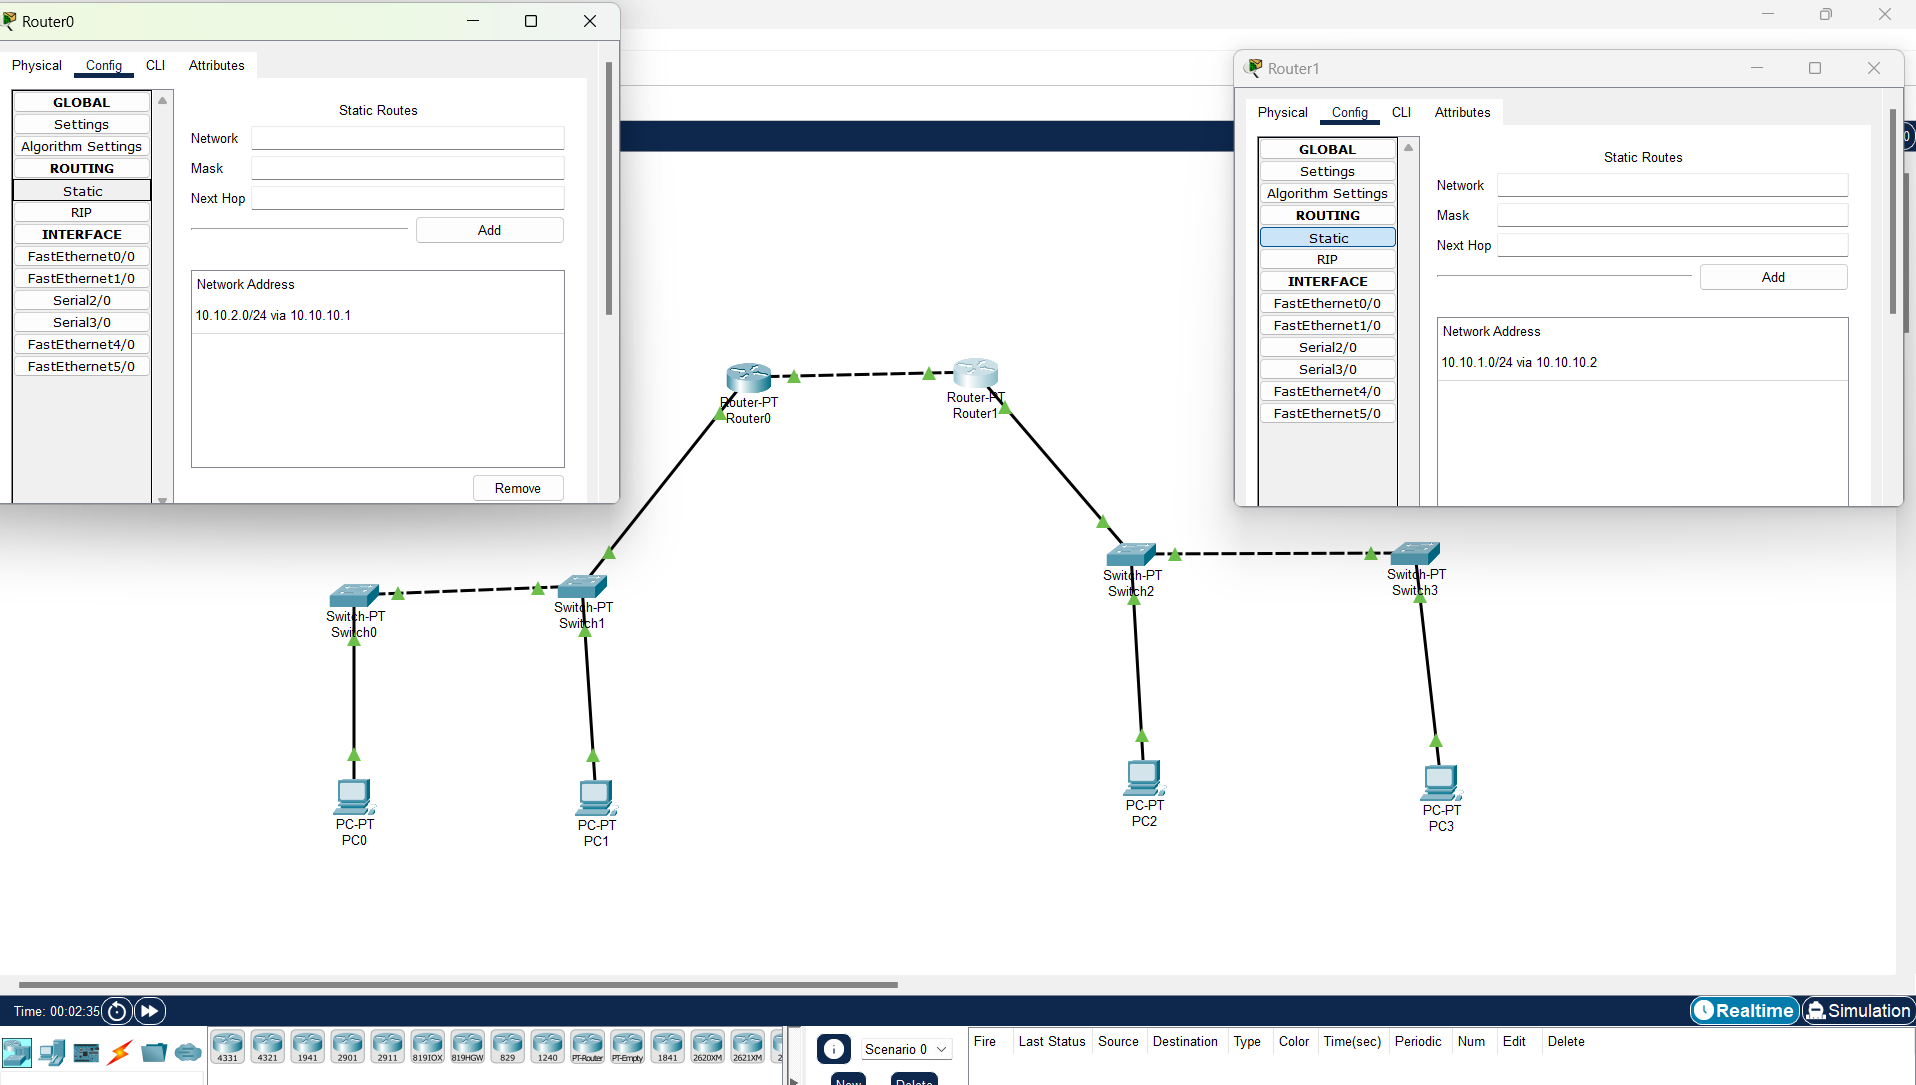 Router0
Physical
Config
CLI
Attributes
GLOBAL
Settings
Algorithm Settings
ROUTING
Static
RIP
INTERFACE
FastEthernet0/0
FastEthernet1/0
Serial2/0
Serial3/0
FastEthernet4/0
FastEthernet5/0
Static Routes
Network
Mask
Next Hop
Add
Network Address
10.10.2.0/24 via 10.10.10.1
Remove
Router1
Physical
Config
CLI
Attributes
GLOBAL
Settings
Algorithm Settings
ROUTING
Static
RIP
INTERFACE
FastEthernet0/0
FastEthernet1/0
Serial2/0
Serial3/0
FastEthernet4/0
FastEthernet5/0
Static Routes
Network
Mask
Next Hop
Add
Network Address
10.10.1.0/24 via 10.10.10.2
Router-PT
Router0
Router-PT
Router1
Switch-PT
Switch0
Switch-PT
Switch1
Switch-PT
Switch2
Switch-PT
Switch3
PC-PT
PC0
PC-PT
PC1
PC-PT
PC2
PC-PT
PC3
Time: 00:02:35
Realtime
Simulation
4331
4321
1941
2901
2911
819IOX
819HGW
829
1240
PT-Router
PT-Empty
1841
2620XM
2621XM
2
i
Scenario 0
New
Delete
Fire
Last Status
Source
Destination
Type
Color
Time(sec)
Periodic
Num
Edit
Delete